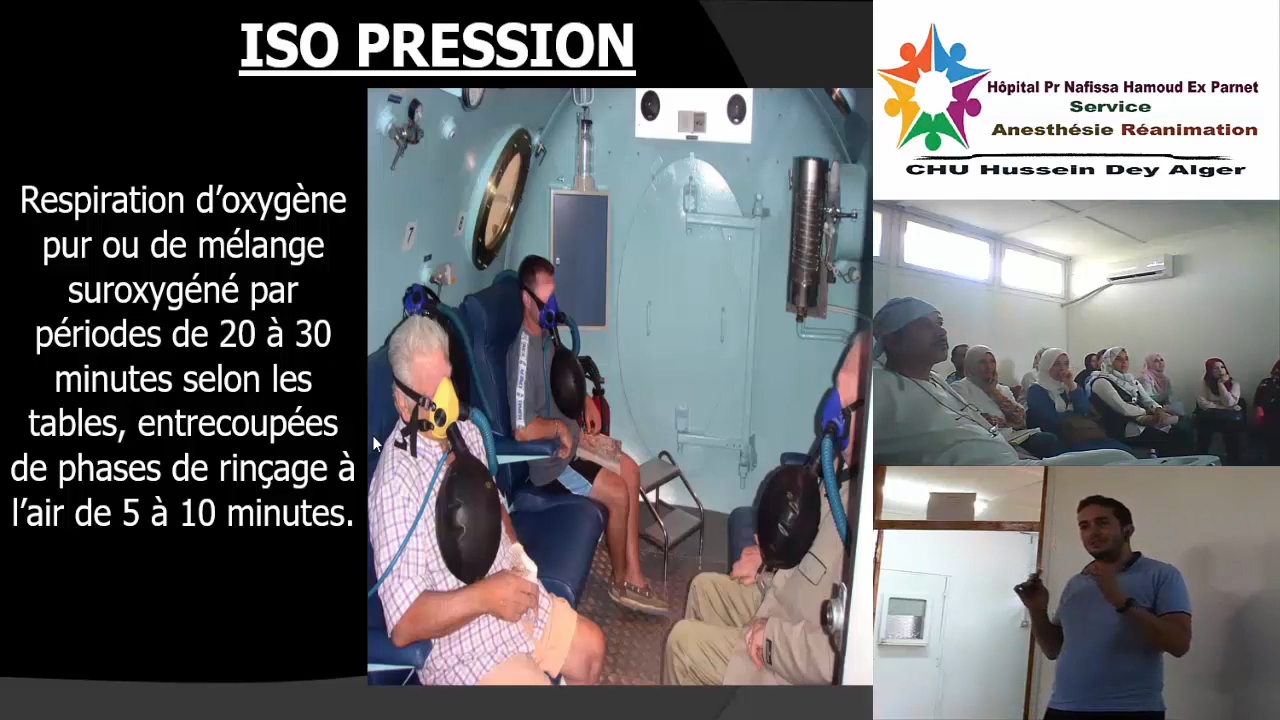 ISO PRESSION
Respiration d'oxygène
pur ou de mélange
suroxygéné par
périodes de 20 à 30
minutes selon les
tables, entrecoupées
de phases de rinçage à
l'air de 5 à 10 minutes.
7
Hôpital Pr Nafissa Hamoud Ex Parnet
Service
Anesthésie Réanimation
CHU Hussein Dey Alger